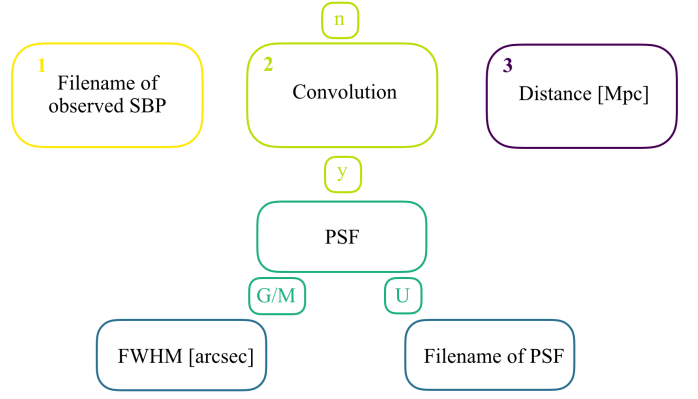 n
1
Filename of
observed SBP
2
Convolution
3
Distance [Mpc]
y
PSF
G/M
U
FWHM [arcsec]
Filename of PSF